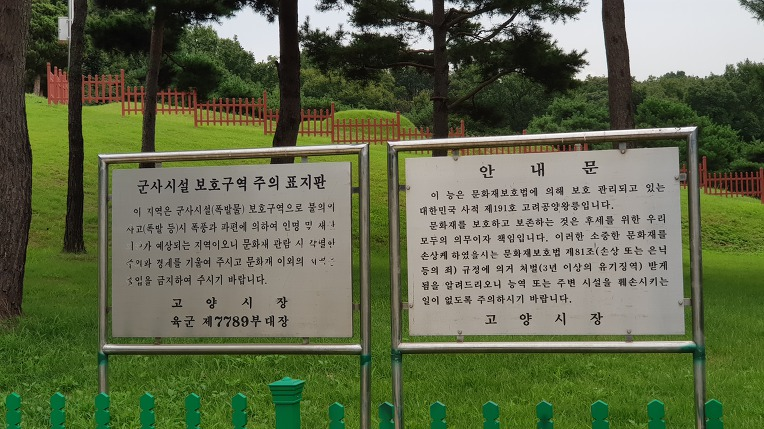 군사시설 보호구역 주의 표지판
이 지역은 군사시설(폭발물) 보호구역으로 불의의
사고(폭발 등)시 폭풍과 파편에 의하여 인명 및 재
가 예상되는 지역이오니 문화재 관람 시 각별한
주의와 경계를 기울여 주시고 문화재 이외의
출입을 금지하여 주시기 바랍니다.
고 양 시 장
육군 제7789부대장
안 내 문
이 능은 문화재보호법에 의해 보호 관리되고 있는
대한민국 사적 제191호 고려공양왕릉입니다.
문화재를 보호하고 보존하는 것은 후세를 위한 우리
모두의 의무이자 책임입니다. 이러한 소중한 문화재를
손상케 하였을시는 문화재보호법 제81조(손상 또는 은닉
등의 죄) 규정에 의거 처벌(3년 이상의 유기징역) 받게
됨을 알려드리오니 능역 또는 주변 시설을 훼손시키는
일이 없도록 주의하시기 바랍니다.
고 양 시 장